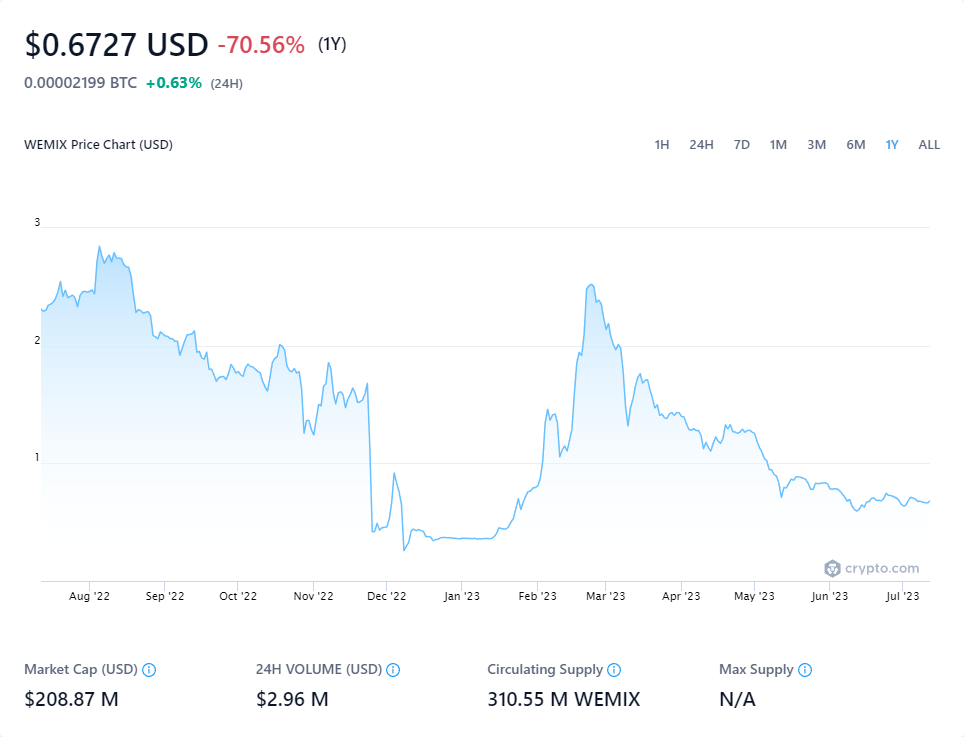 $0.6727 USD -70.56% (1Y)
0.00002199 BTC +0.63% (24H)
WEMIX Price Chart (USD) 1H 24H 7D 1M 3M 6M 1Y ALL
3
2
1
crypto.com
Aug '22 Sep '22 Oct '22 Nov '22 Dec '22 Jan '23 Feb '23 Mar '23 Apr '23 May '23 Jun '23 Jul '23
Market Cap (USD) 24H VOLUME (USD) Circulating Supply Max Supply
$208.87 M $2.96 M 310.55 M WEMIX N/A